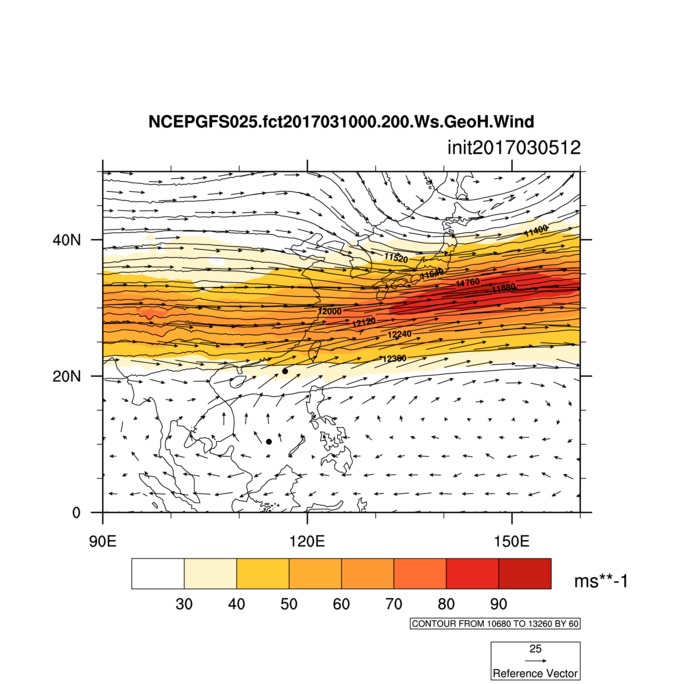 NCEPGFS025.fct2017031000.200.Ws.GeoH.Wind
init2017030512
40N
20N
0
11400
11520
11640
14760
11880
12000
12120
12240
12360
90E
120E
150E
ms**-1
30
40
50
60
70
80
90
CONTOUR FROM 10680 TO 13260 BY 60
25
Reference Vector